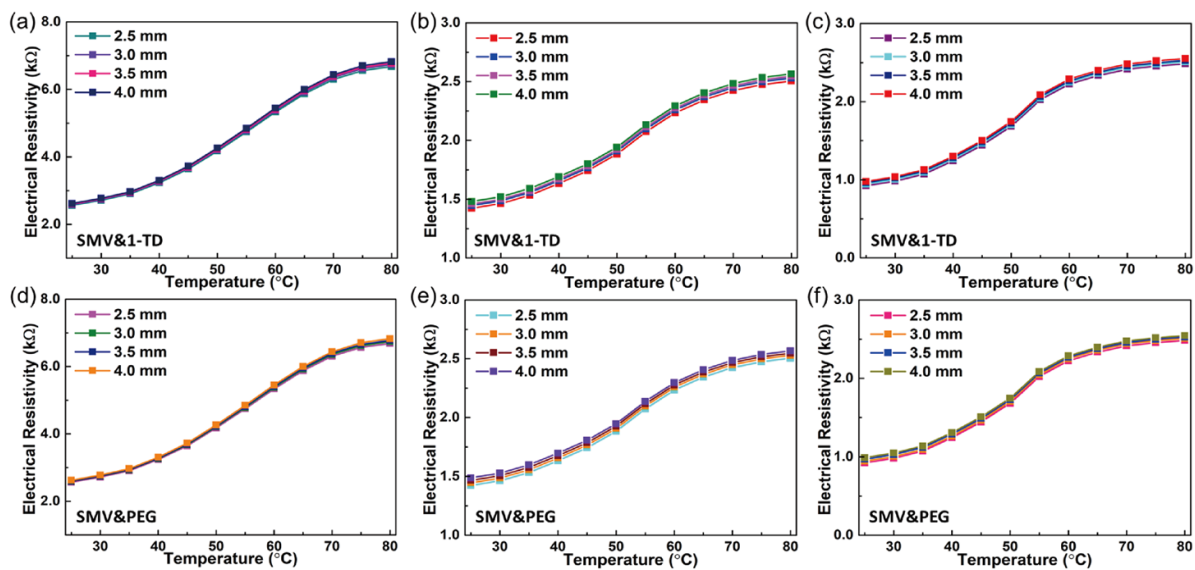 (a)
8.0
6.0
4.0
2.0
Electrical Resistivity (kΩ)
2.5 mm
3.0 mm
3.5 mm
4.0 mm
SMV&1-TD
30 40 50 60 70 80
Temperature (°C)
(b)
3.0
2.5
2.0
1.5
1.0
Electrical Resistivity (kΩ)
2.5 mm
3.0 mm
3.5 mm
4.0 mm
SMV&1-TD
30 40 50 60 70 80
Temperature (°C)
(c)
3.0
2.0
1.0
0.0
Electrical Resistivity (kΩ)
2.5 mm
3.0 mm
3.5 mm
4.0 mm
SMV&1-TD
30 40 50 60 70 80
Temperature (°C)
(d)
8.0
6.0
4.0
2.0
Electrical Resistivity (kΩ)
2.5 mm
3.0 mm
3.5 mm
4.0 mm
SMV&PEG
30 40 50 60 70 80
Temperature (°C)
(e)
3.0
2.5
2.0
1.5
1.0
Electrical Resistivity (kΩ)
2.5 mm
3.0 mm
3.5 mm
4.0 mm
SMV&PEG
30 40 50 60 70 80
Temperature (°C)
(f)
3.0
2.0
1.0
0.0
Electrical Resistivity (kΩ)
2.5 mm
3.0 mm
3.5 mm
4.0 mm
SMV&PEG
30 40 50 60 70 80
Temperature (°C)